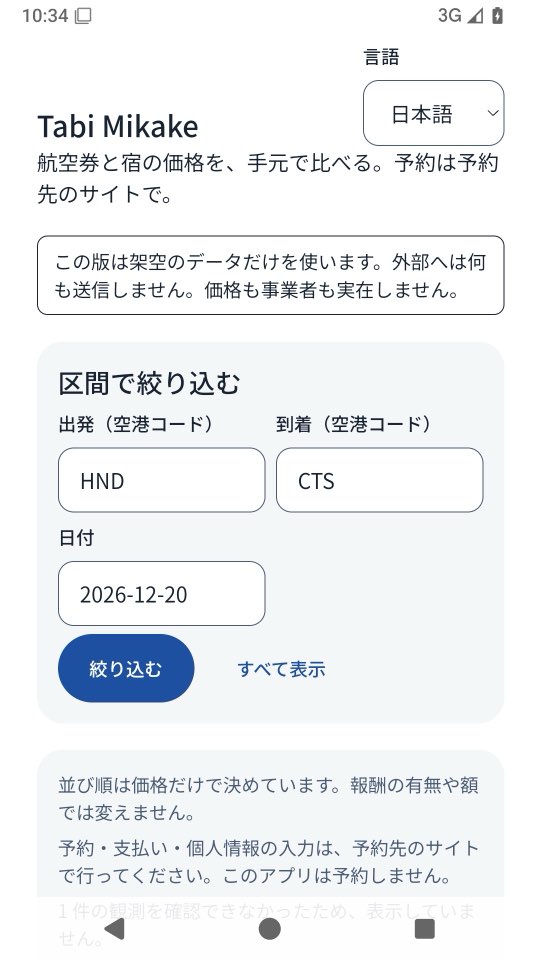 10:34
3G
言語
日本語
Tabi Mikake
航空券と宿の価格を、手元で比べる。予約は予約
先のサイトで。
この版は架空のデータだけを使います。外部へは何
も送信しません。価格も事業者も実在しません。
区間で絞り込む
出発（空港コード）
到着（空港コード）
HND
CTS
日付
2026-12-20
絞り込む
すべて表示
並び順は価格だけで決めています。報酬の有無や額
では変えません。
予約・支払い・個人情報の入力は、予約先のサイト
で行ってください。このアプリは予約しません。
1 件の観測を確認できなかったため、表示していま
せん。